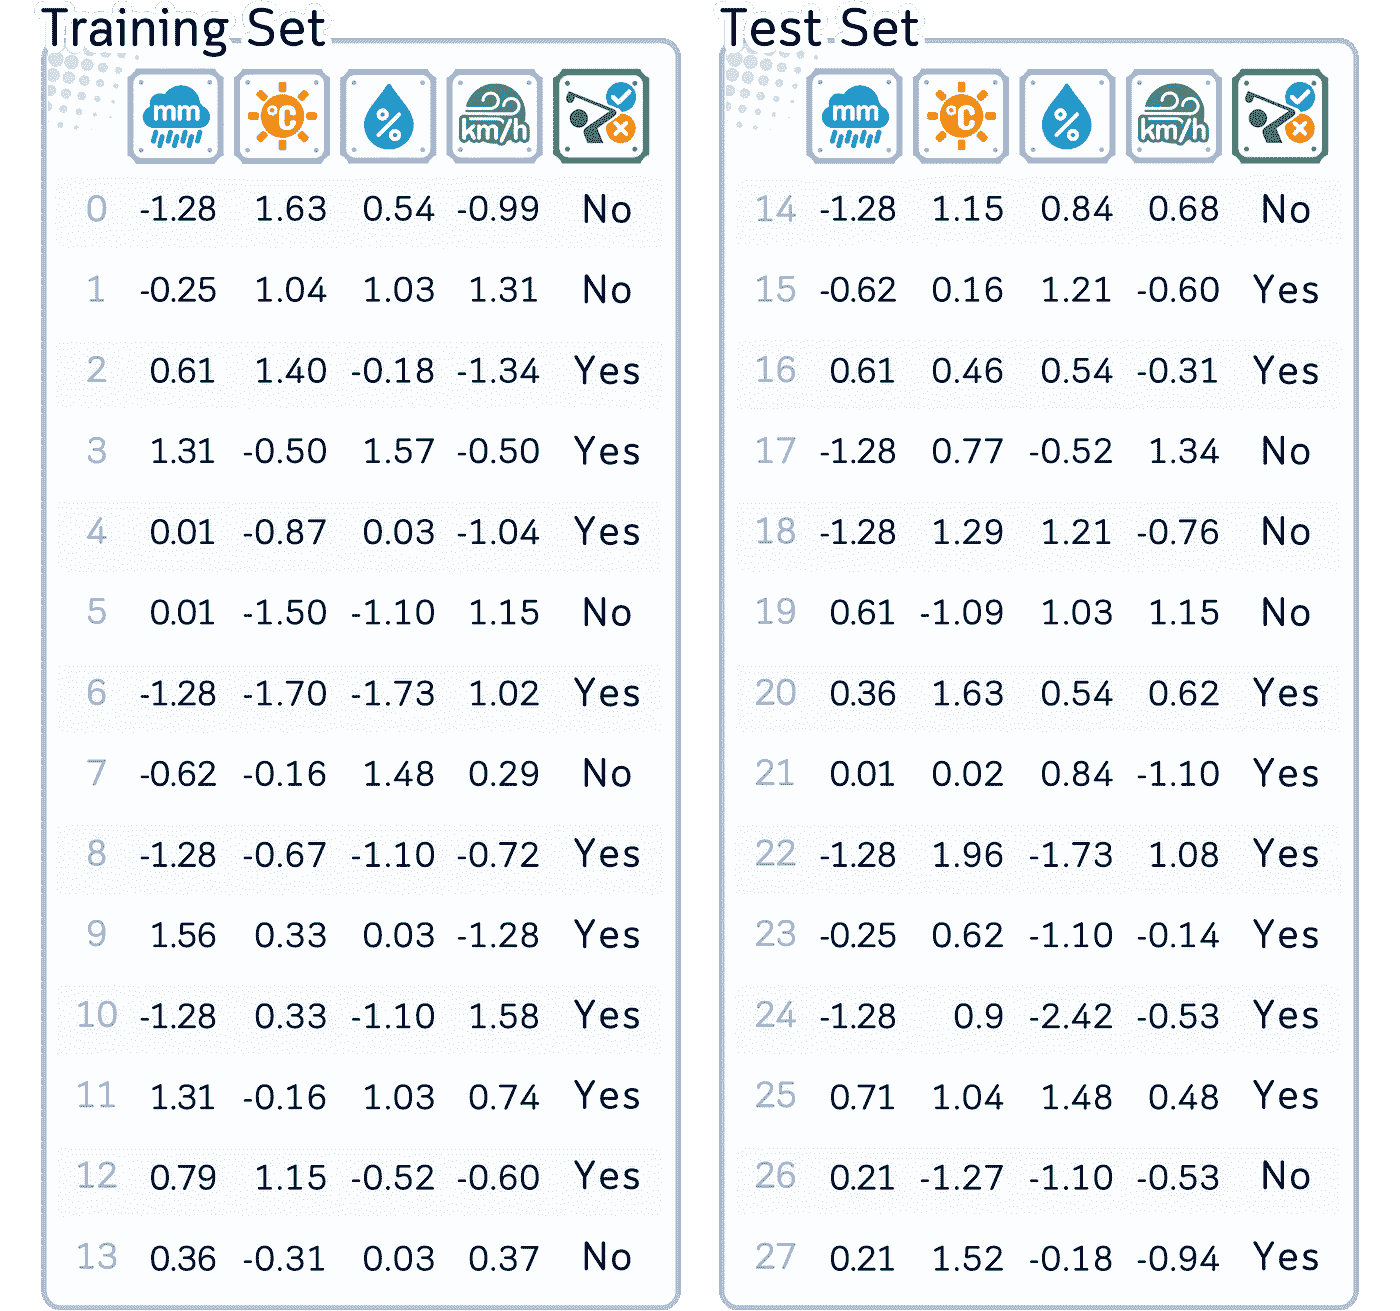 Training Set
mm °C % km/h
0 -1.28 1.63 0.54 -0.99 No
1 -0.25 1.04 1.03 1.31 No
2 0.61 1.40 -0.18 -1.34 Yes
3 1.31 -0.50 1.57 -0.50 Yes
4 0.01 -0.87 0.03 -1.04 Yes
5 0.01 -1.50 -1.10 1.15 No
6 -1.28 -1.70 -1.73 1.02 Yes
7 -0.62 -0.16 1.48 0.29 No
8 -1.28 -0.67 -1.10 -0.72 Yes
9 1.56 0.33 0.03 -1.28 Yes
10 -1.28 0.33 -1.10 1.58 Yes
11 1.31 -0.16 1.03 0.74 Yes
12 0.79 1.15 -0.52 -0.60 Yes
13 0.36 -0.31 0.03 0.37 No
Test Set
mm °C % km/h
14 -1.28 1.15 0.84 0.68 No
15 -0.62 0.16 1.21 -0.60 Yes
16 0.61 0.46 0.54 -0.31 Yes
17 -1.28 0.77 -0.52 1.34 No
18 -1.28 1.29 1.21 -0.76 No
19 0.61 -1.09 1.03 1.15 No
20 0.36 1.63 0.54 0.62 Yes
21 0.01 0.02 0.84 -1.10 Yes
22 -1.28 1.96 -1.73 1.08 Yes
23 -0.25 0.62 -1.10 -0.14 Yes
24 -1.28 0.9 -2.42 -0.53 Yes
25 0.71 1.04 1.48 0.48 Yes
26 0.21 -1.27 -1.10 -0.53 No
27 0.21 1.52 -0.18 -0.94 Yes